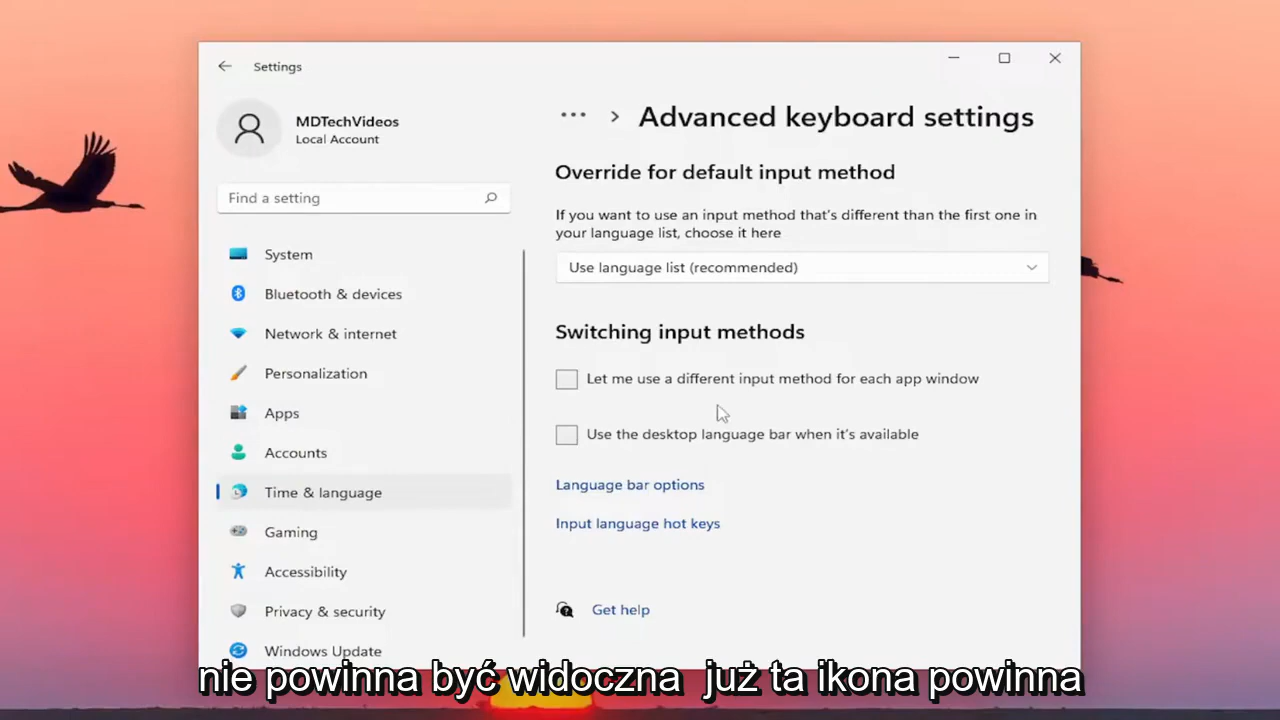 Settings
MDTechVideos
Local Account
Find a setting
System
Bluetooth & devices
Network & internet
Personalization
Apps
Accounts
Time & language
Gaming
Accessibility
Privacy & security
Windows Update
... > Advanced keyboard settings
Override for default input method
If you want to use an input method that's different than the first one in
your language list, choose it here
Use language list (recommended)
Switching input methods
Let me use a different input method for each app window
Use the desktop language bar when it's available
Language bar options
Input language hot keys
Get help
nie powinna być widoczna już ta ikona powinna